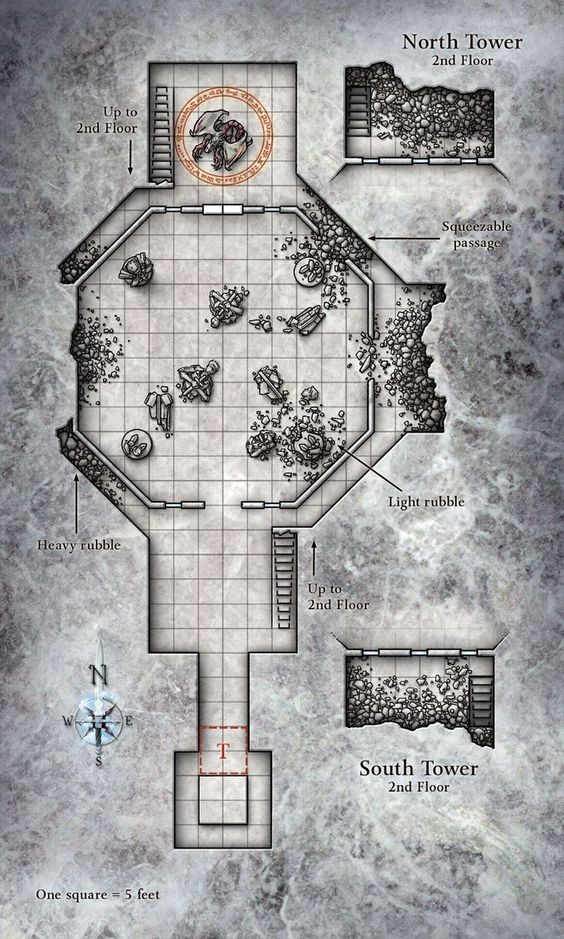 North Tower
2nd Floor
Up to
2nd Floor
Squeezable
passage
Light rubble
Heavy rubble
Up to
2nd Floor
N
W
E
S
T
South Tower
2nd Floor
One square = 5 feet